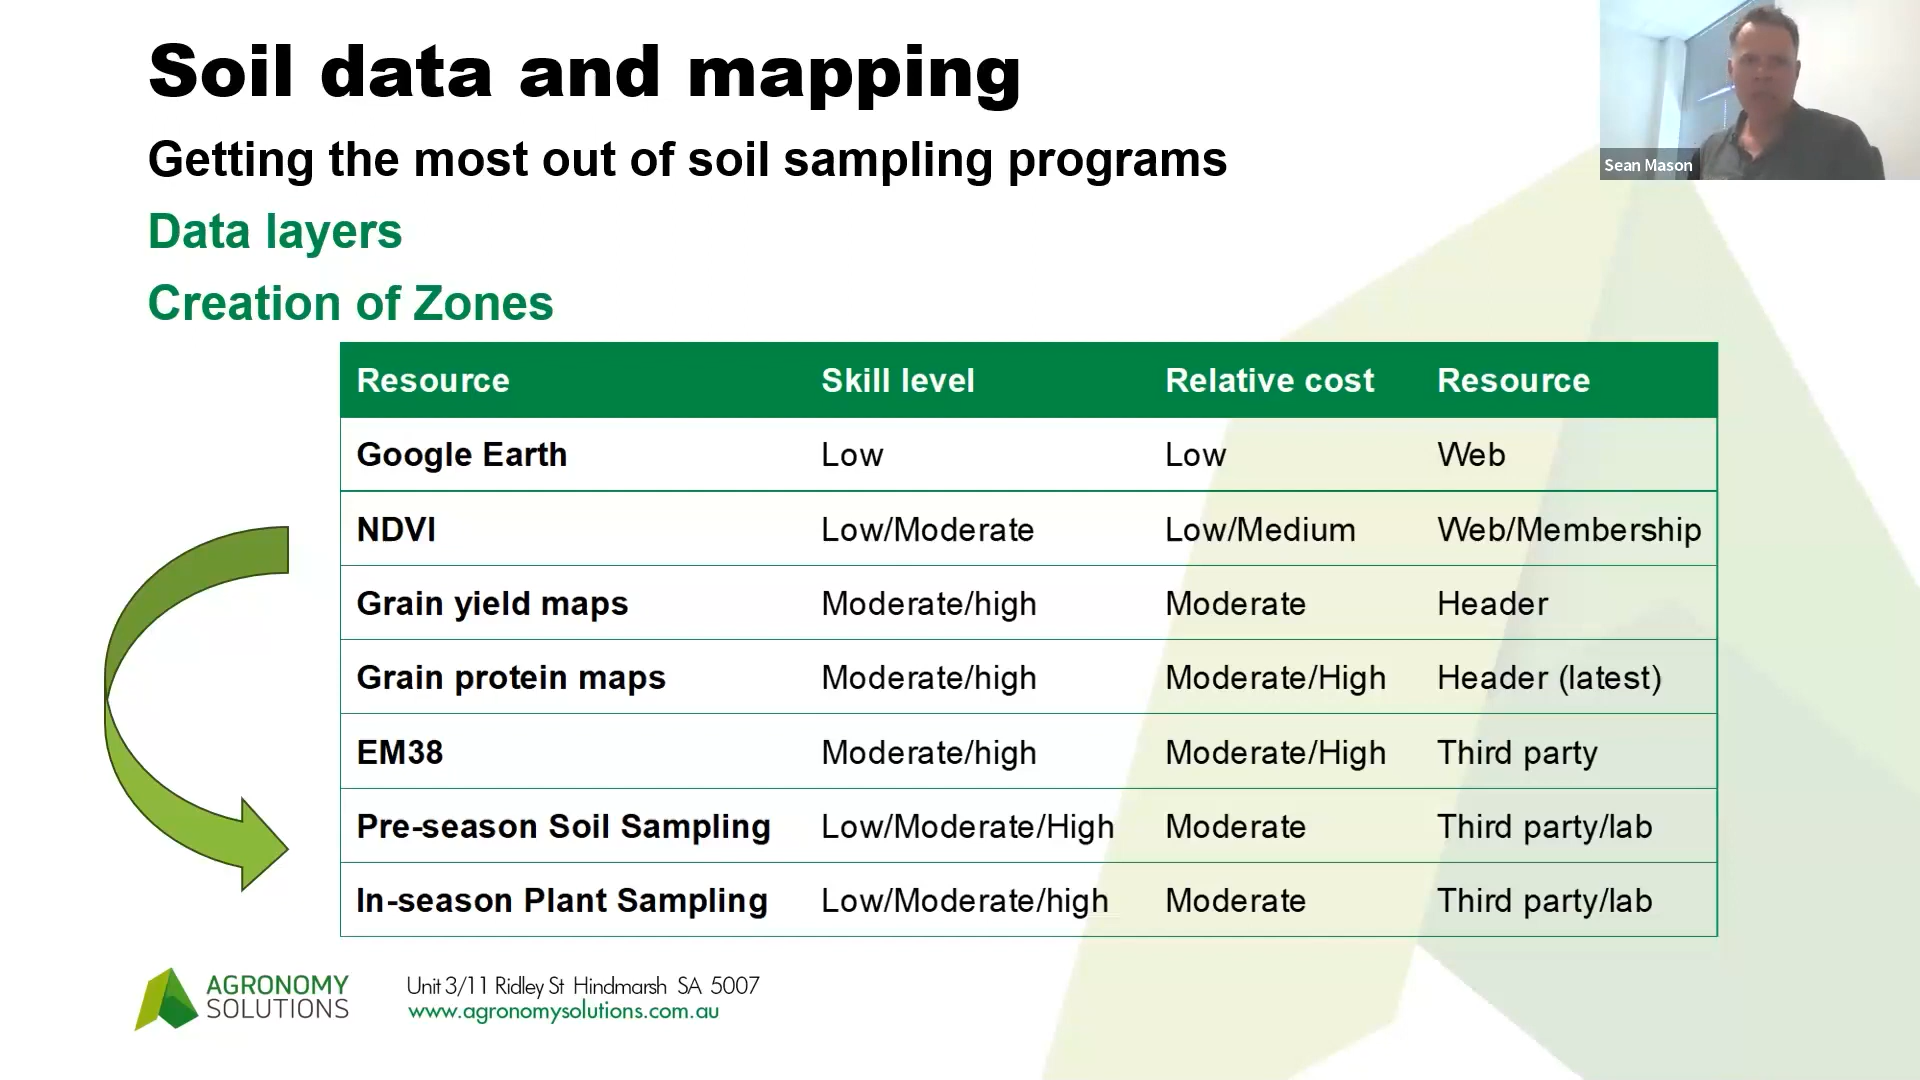 Soil data and mapping
Getting the most out of soil sampling programs
Data layers
Creation of Zones
Sean Mason
Resource Skill level Relative cost Resource
Google Earth Low Low Web
NDVI Low/Moderate Low/Medium Web/Membership
Grain yield maps Moderate/high Moderate Header
Grain protein maps Moderate/high Moderate/High Header (latest)
EM38 Moderate/high Moderate/High Third party
Pre-season Soil Sampling Low/Moderate/High Moderate Third party/lab
In-season Plant Sampling Low/Moderate/high Moderate Third party/lab
AGRONOMY
SOLUTIONS
Unit 3/11 Ridley St Hindmarsh SA 5007
www.agronomysolutions.com.au